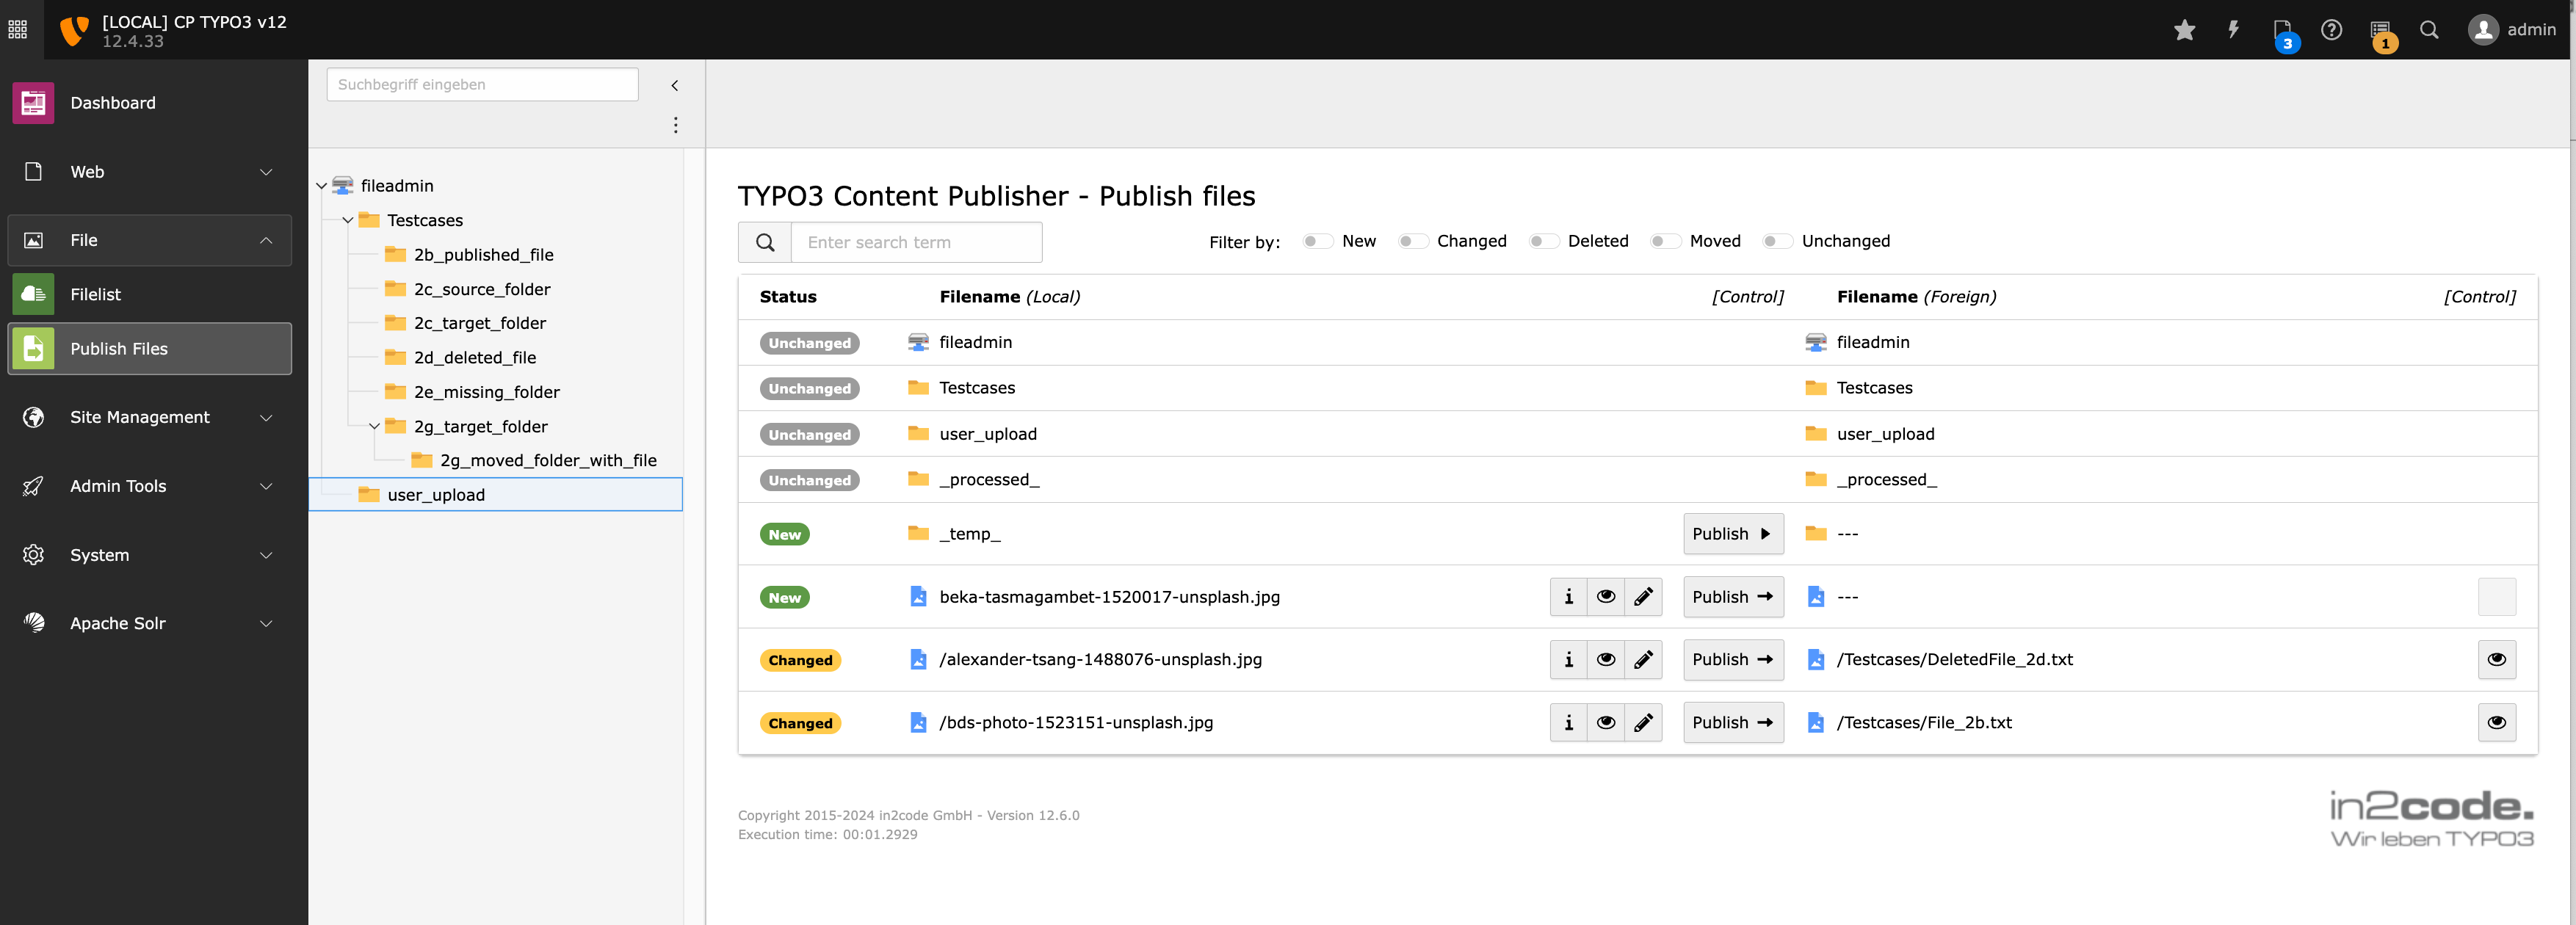 [LOCAL] CP TYPO3 v12
12.4.33
3
1
admin
Dashboard
Web
File
Filelist
Publish Files
Site Management
Admin Tools
System
Apache Solr
Suchbegriff eingeben
fileadmin
Testcases
2b_published_file
2c_source_folder
2c_target_folder
2d_deleted_file
2e_missing_folder
2g_target_folder
2g_moved_folder_with_file
user_upload
TYPO3 Content Publisher - Publish files
Enter search term
Filter by: New Changed Deleted Moved Unchanged
Status Filename (Local) [Control] Filename (Foreign) [Control]
Unchanged fileadmin fileadmin
Unchanged Testcases Testcases
Unchanged user_upload user_upload
Unchanged _processed_ _processed_
New _temp_ Publish ---
New beka-tasmagambet-1520017-unsplash.jpg Publish ---
Changed /alexander-tsang-1488076-unsplash.jpg Publish /Testcases/DeletedFile_2d.txt
Changed /bds-photo-1523151-unsplash.jpg Publish /Testcases/File_2b.txt
Copyright 2015-2024 in2code GmbH - Version 12.6.0
Execution time: 00:01.2929
in2code.
Wir leben TYPO3